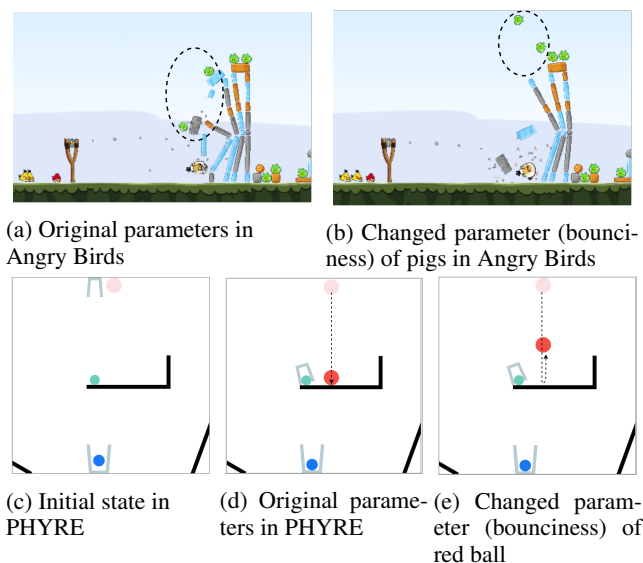 (a) Original parameters in
Angry Birds
(b) Changed parameter (bounci-
ness) of pigs in Angry Birds
(c) Initial state in
PHYRE
(d) Original parame-
ters in PHYRE
(e) Changed param-
eter (bounciness) of
red ball